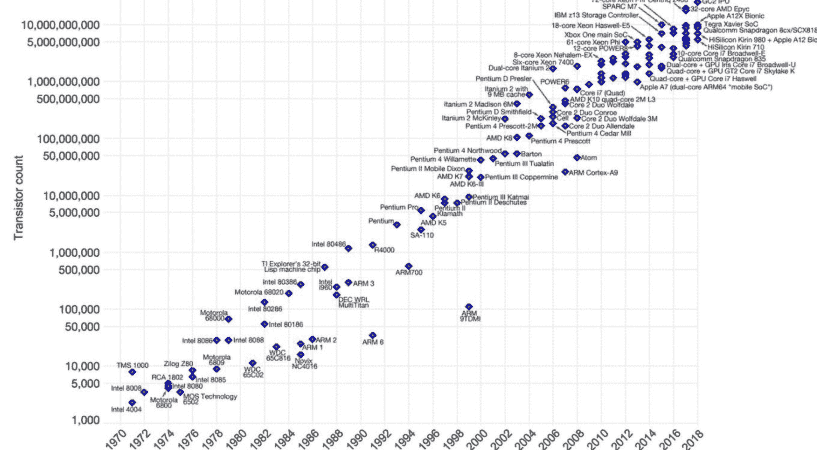 SPARC M7
GC2 IPU
32-core AMD Epyc
IBM z13 Storage Controller
Apple A12X Bionic
18-core Xeon Haswell-E5
Tegra Xavier SoC
Xbox One main SoC
Qualcomm Snapdragon 8cx/SCX818
61-core Xeon Phi
HiSilicon Kirin 980 + Apple A12 Bio
12-core POWER8
HiSilicon Kirin 710
8-core Xeon Nehalem-EX
10-core Core i7 Broadwell-E
Six-core Xeon 7400
Qualcomm Snapdragon 835
Dual-core Itanium 2
Dual-core + GPU Iris Core i7 Broadwell-U
Pentium D Presler
Quad-core + GPU GT2 Core i7 Skylake K
POWER6
Quad-core + GPU Core i7 Haswell
Itanium 2 with
9 MB cache
Apple A7 (dual-core ARM64 "mobile SoC")
Core i7 (Quad)
AMD K10 quad-core 2M L3
Itanium 2 Madison 6M
Core 2 Duo Wolfdale
Pentium D Smithfield
Core 2 Duo Conroe
Itanium 2 McKinley
Cell
Core 2 Duo Wolfdale 3M
Pentium 4 Prescott-2M
Core 2 Duo Allendale
Pentium 4 Cedar Mill
AMD K8
Pentium 4 Prescott
Pentium 4 Northwood
Barton
Atom
Pentium 4 Willamette
Pentium III Tualatin
Pentium II Mobile Dixon
ARM Cortex-A9
AMD K7
Pentium III Coppermine
AMD K6-III
AMD K6
Pentium III Katmai
Pentium Pro
Pentium II Deschutes
Pentium II
Klamath
Pentium
AMD K5
SA-110
Intel 80486
R4000
TI Explorer's 32-bit
Lisp machine chip
ARM700
Intel 80386
Intel
i960
ARM 3
Motorola 68020
DEC WRL
MultiTitan
Intel 80286
Motorola
68000
ARM
9TDMI
Intel 80186
Intel 8086
Intel 8088
ARM 2
ARM 6
WDC
65C816
ARM 1
Novix
NC4016
TMS 1000
Zilog Z80
Motorola
6809
WDC
65C02
RCA 1802
Intel 8085
Intel 8008
Intel 8080
Motorola
6800
MOS Technology
6502
Intel 4004
Transistor count
10,000,000,000
5,000,000,000
1,000,000,000
500,000,000
100,000,000
50,000,000
10,000,000
5,000,000
1,000,000
500,000
100,000
50,000
10,000
5,000
1,000
1970 1972 1974 1976 1978 1980 1982 1984 1986 1988 1990 1992 1994 1996 1998 2000 2002 2004 2006 2008 2010 2012 2014 2016 2018